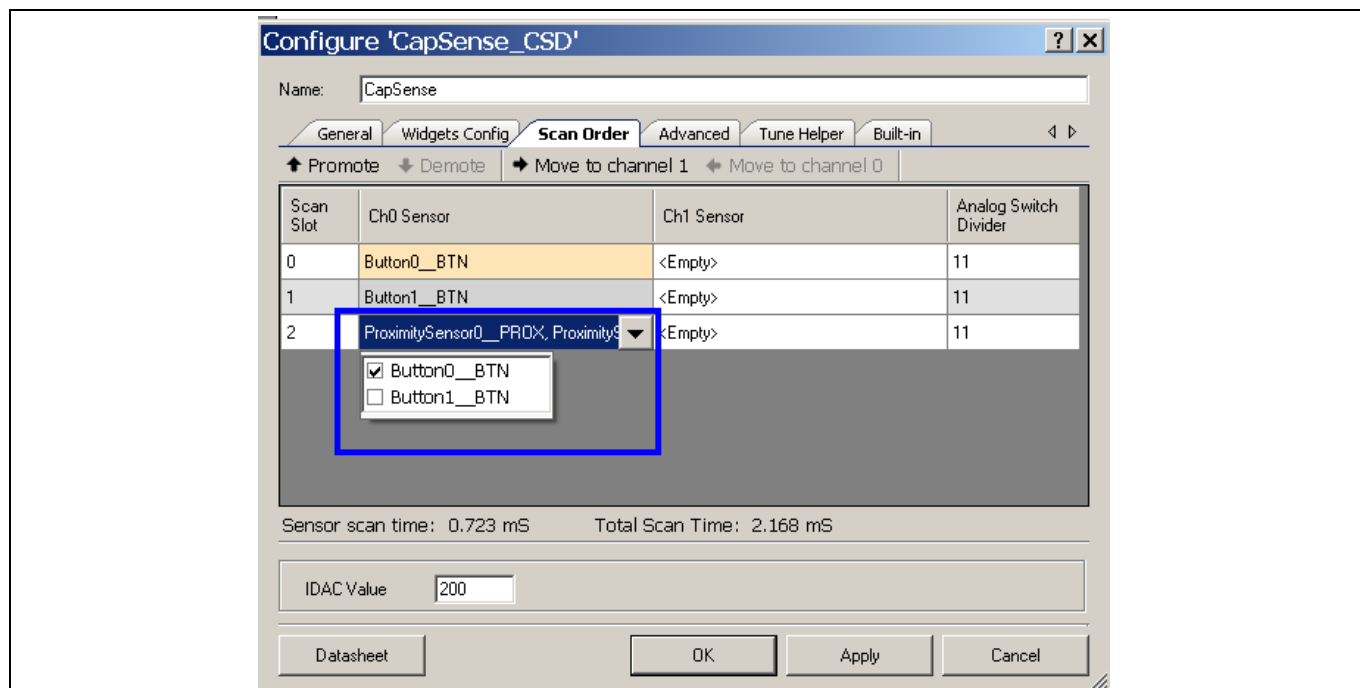 Configure 'CapSense_CSD'
Name: CapSense
General Widgets Config Scan Order Advanced Tune Helper Built-in
Promote Demote Move to channel 1 Move to channel 0
Scan Slot Ch0 Sensor Ch1 Sensor Analog Switch Divider
0 Button0__BTN <Empty> 11
1 Button1__BTN <Empty> 11
2 ProximitySensor0__PROX, ProximityS <Empty> 11
Button0__BTN
Button1__BTN
Sensor scan time: 0.723 mS Total Scan Time: 2.168 mS
IDAC Value 200
Datasheet OK Apply Cancel